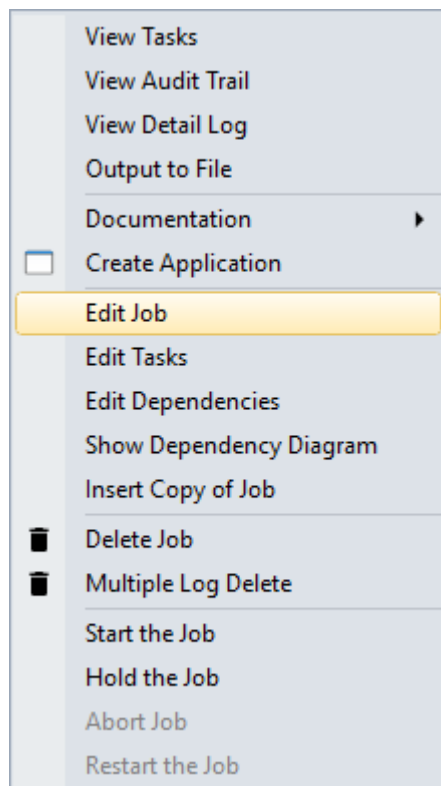 View Tasks
View Audit Trail
View Detail Log
Output to File
Documentation
Create Application
Edit Job
Edit Tasks
Edit Dependencies
Show Dependency Diagram
Insert Copy of Job
Delete Job
Multiple Log Delete
Start the Job
Hold the Job
Abort Job
Restart the Job